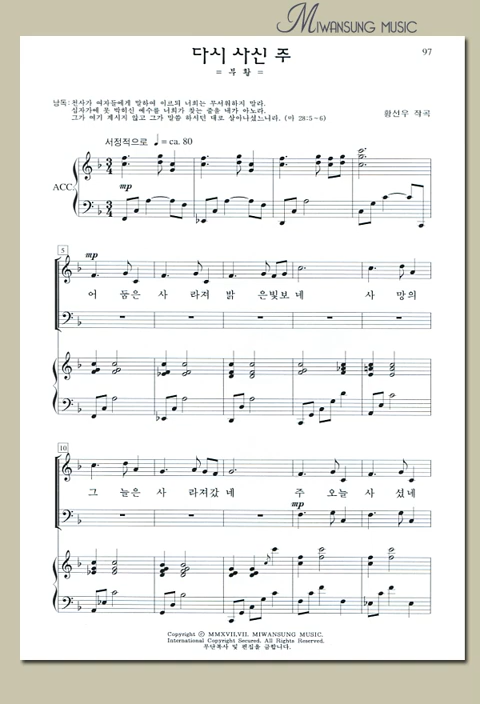 MIWANSUNG MUSIC
다시 사신 주
97
= 부 활 =
낭독: 천사가 여자들에게 말하여 이르되 너희는 무서워하지 말라.
십자가에 못 박히신 예수를 너희가 찾는 줄을 내가 아노라.
그가 여기 계시지 않고 그가 말씀 하시던 대로 살아나셨느니라. (마 28:5~6)
황선우 작곡
서정적으로 ♩= ca. 80
ACC.
mp
5
mp
어 둠은 사 라져 밝 은빛보 네 사 망의
10
그 늘은 사 라져갔 네 주 오늘 사 셨네
mp
Copyright ⓒ MMXVII,VII. MIWANSUNG MUSIC.
International Copyright Secured. All Rights Reserved.
무단복사 및 편집을 금합니다.